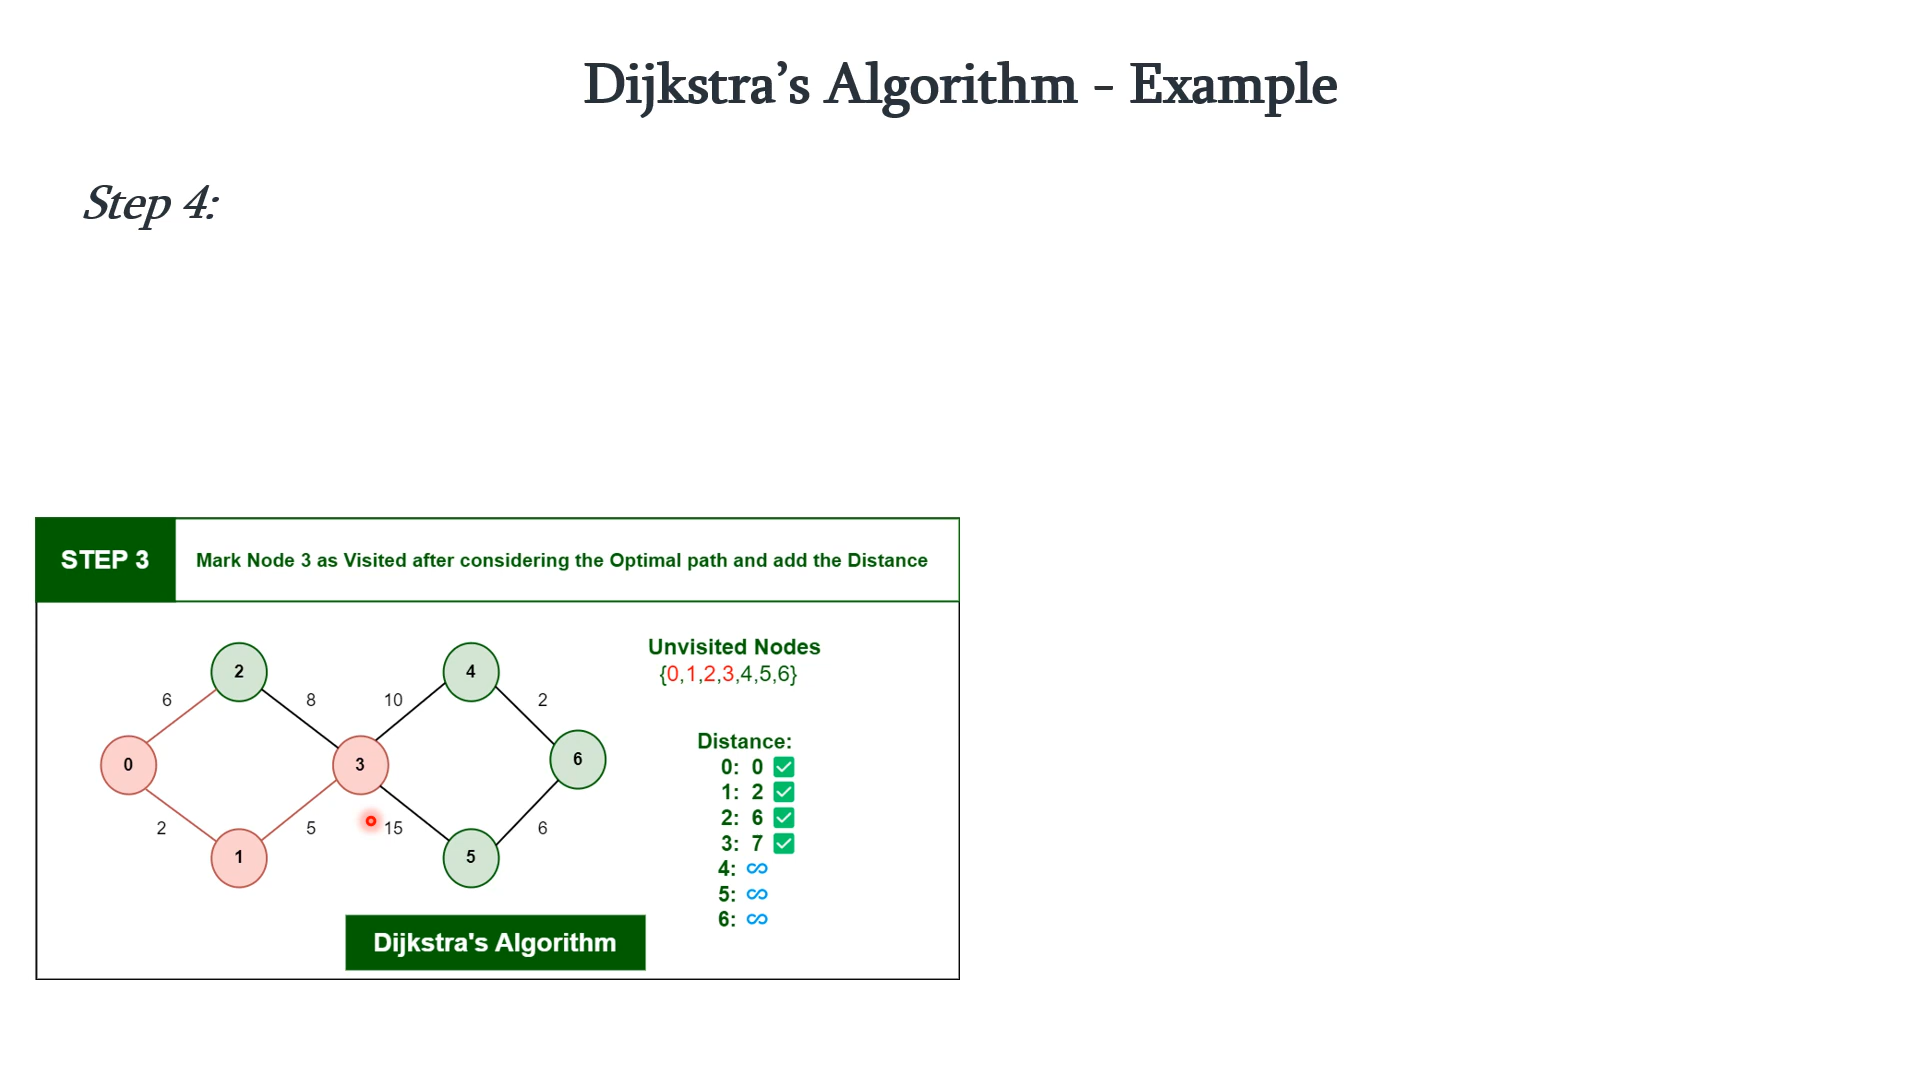 Dijkstra’s Algorithm - Example
Step 4:
STEP 3
Mark Node 3 as Visited after considering the Optimal path and add the Distance
2
4
6
8
10
2
0
3
6
2
5
15
6
1
5
Unvisited Nodes
{0,1,2,3,4,5,6}
Distance:
0: 0 ✅
1: 2 ✅
2: 6 ✅
3: 7 ✅
4: ∞
5: ∞
6: ∞
Dijkstra's Algorithm